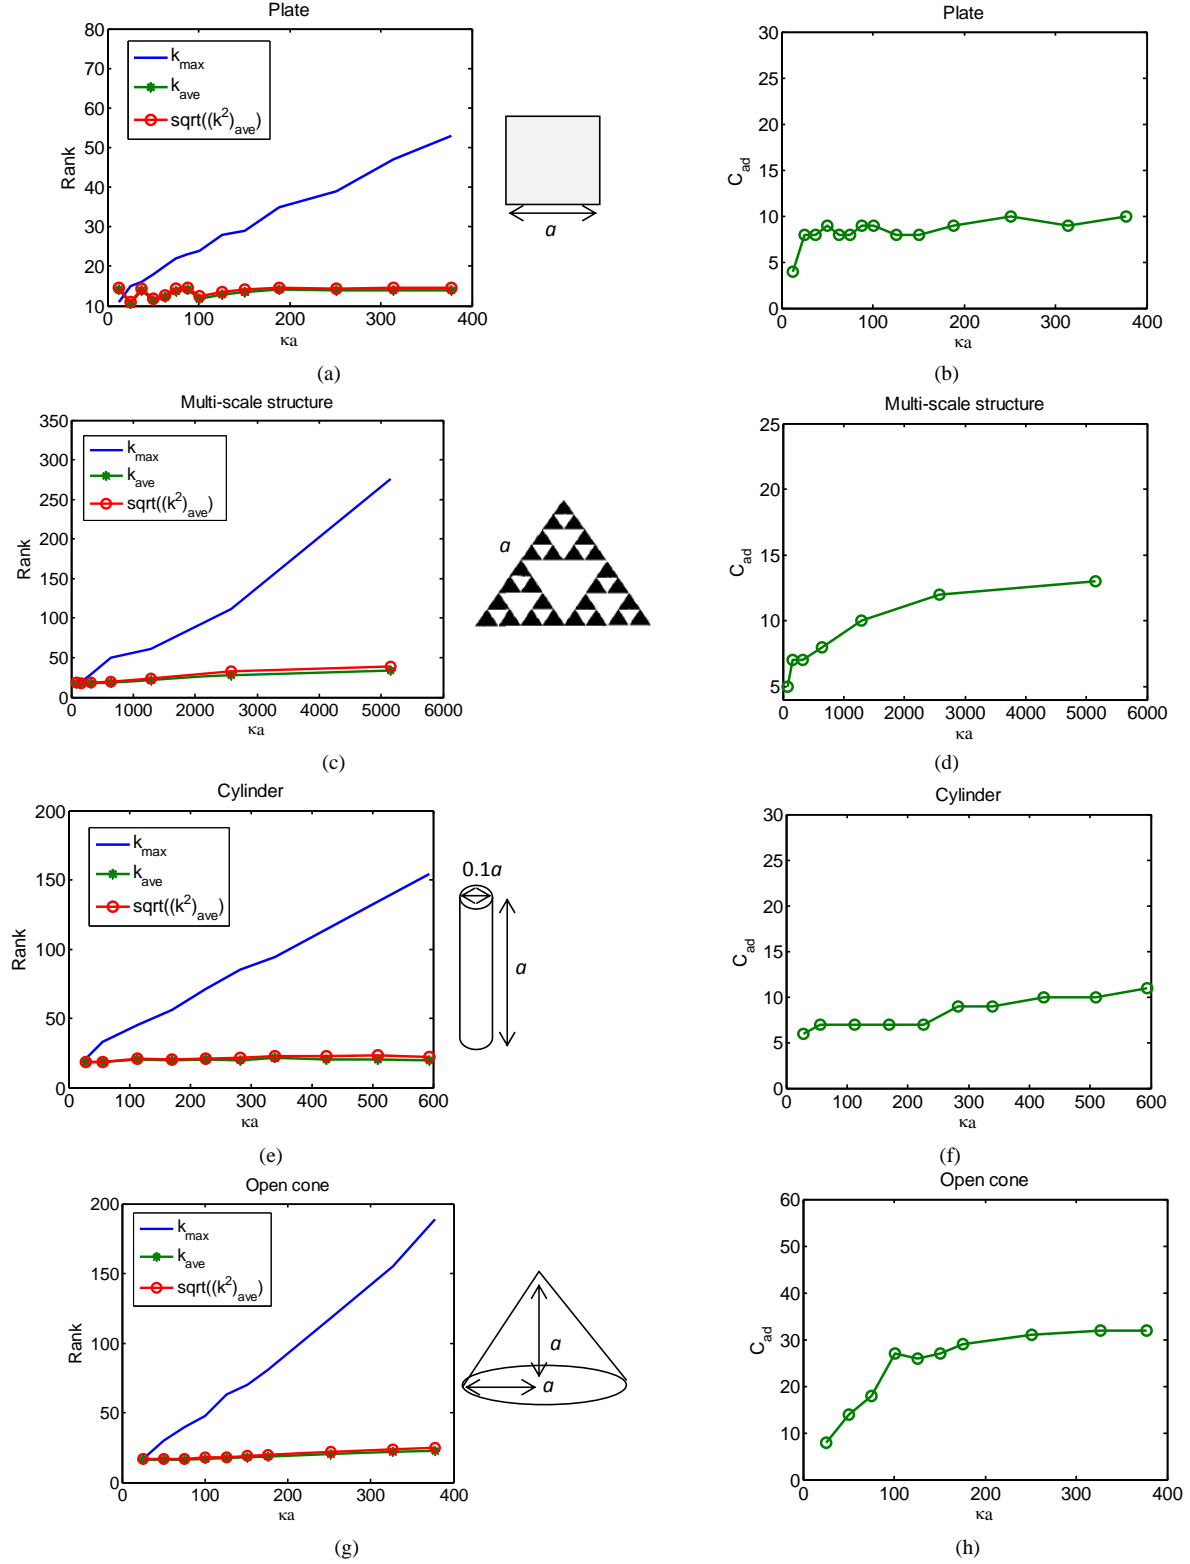 Plate
80
70
60
50
40
30
20
10
Rank
k_max
k_ave
sqrt((k^2)_ave)
0 100 200 300 400
κa
a
(a)
Plate
30
25
20
15
10
5
0
C_ad
0 100 200 300 400
κa
(b)
Multi-scale structure
350
300
250
200
150
100
50
0
Rank
k_max
k_ave
sqrt((k^2)_ave)
0 1000 2000 3000 4000 5000 6000
κa
a
(c)
Multi-scale structure
25
20
15
10
5
C_ad
0 1000 2000 3000 4000 5000 6000
κa
(d)
Cylinder
200
150
100
50
0
Rank
k_max
k_ave
sqrt((k^2)_ave)
0 100 200 300 400 500 600
κa
0.1a
a
(e)
Cylinder
30
25
20
15
10
5
0
C_ad
0 100 200 300 400 500 600
κa
(f)
Open cone
200
150
100
50
0
Rank
k_max
k_ave
sqrt((k^2)_ave)
0 100 200 300 400
κa
a
a
(g)
Open cone
60
50
40
30
20
10
0
C_ad
0 100 200 300 400
κa
(h)